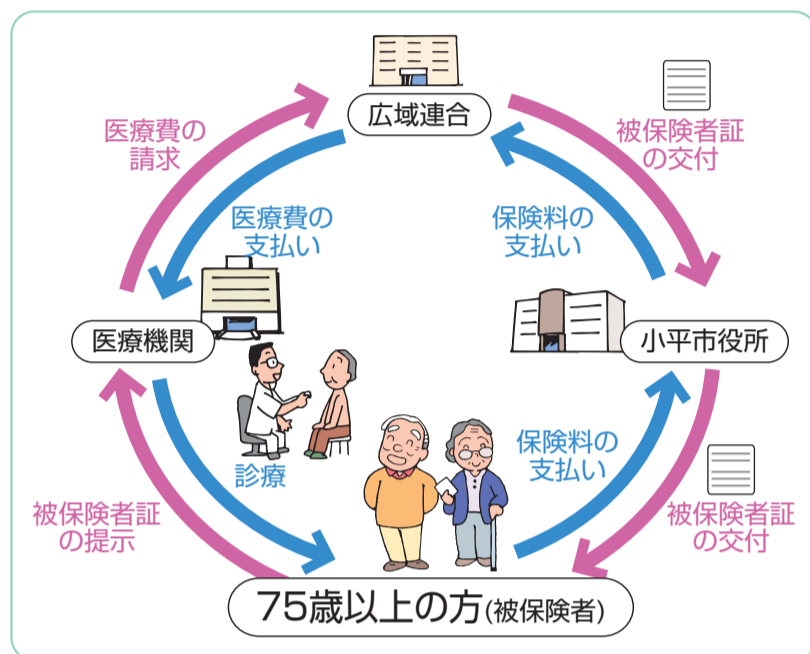 広域連合
医療費の
請求
被保険者証
の交付
医療費の
支払い
保険料の
支払い
医療機関
小平市役所
診療
保険料の
支払い
被保険者証
の提示
被保険者証
の交付
75歳以上の方(被保険者)